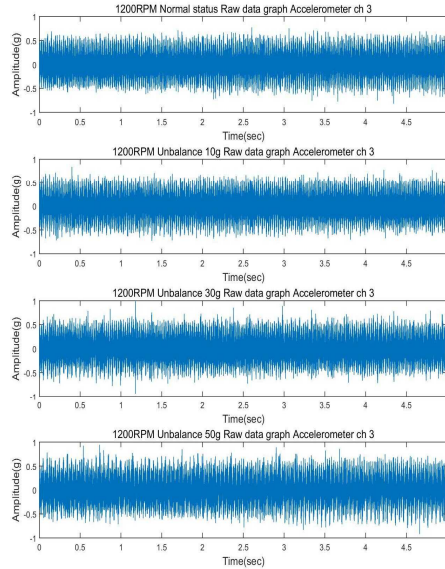 1200RPM Normal status Raw data graph Accelerometer ch 3
Amplitude(g)
1
0.5
0
-0.5
-1
0 0.5 1 1.5 2 2.5 3 3.5 4 4.5
Time(sec)
1200RPM Unbalance 10g Raw data graph Accelerometer ch 3
Amplitude(g)
1
0.5
0
-0.5
-1
0 0.5 1 1.5 2 2.5 3 3.5 4 4.5
Time(sec)
1200RPM Unbalance 30g Raw data graph Accelerometer ch 3
Amplitude(g)
1
0.5
0
-0.5
-1
0 0.5 1 1.5 2 2.5 3 3.5 4 4.5
Time(sec)
1200RPM Unbalance 50g Raw data graph Accelerometer ch 3
Amplitude(g)
1
0.5
0
-0.5
-1
0 0.5 1 1.5 2 2.5 3 3.5 4 4.5
Time(sec)